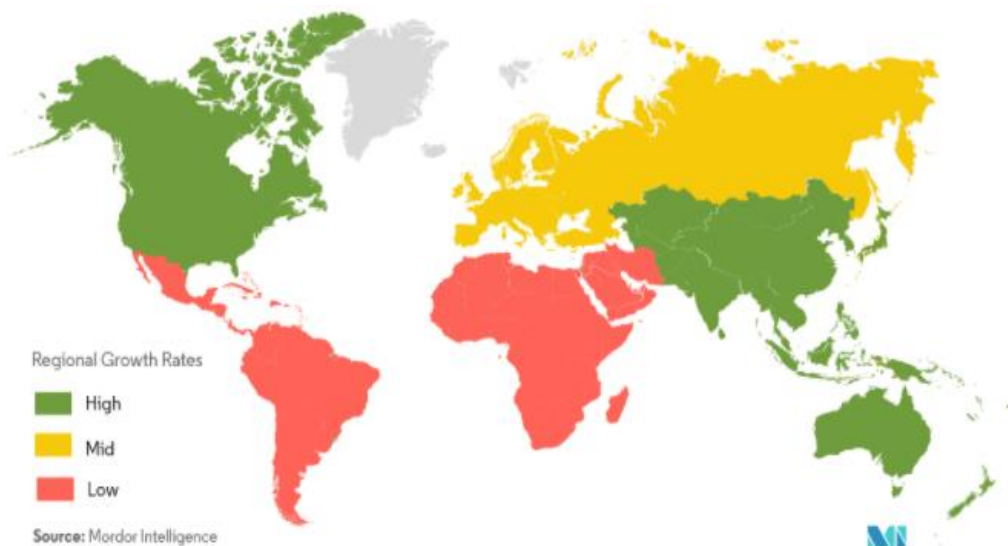 Regional Growth Rates
High
Mid
Low
Source: Mordor Intelligence